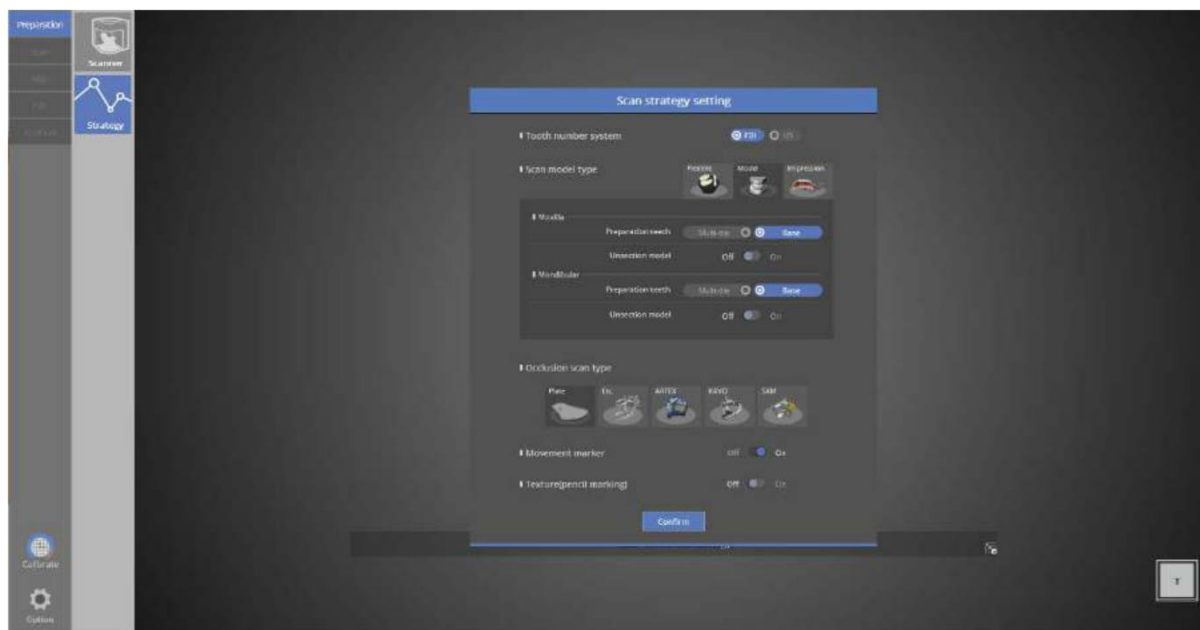 Preparation
Scanner
Strategy
Scan strategy setting
Tooth number system
FDI US
Scan model type
Flexible Model Impression
Maxilla
Preparation teeth Multi-die Base
Unsection model Off On
Mandibular
Preparation teeth Multi-die Base
Unsection model Off On
Occlusion scan type
Plate Etc. ARTEX KAVO SAM
Movement marker Off On
Texture(pencil marking) Off On
Confirm
Calibrate
Option
T